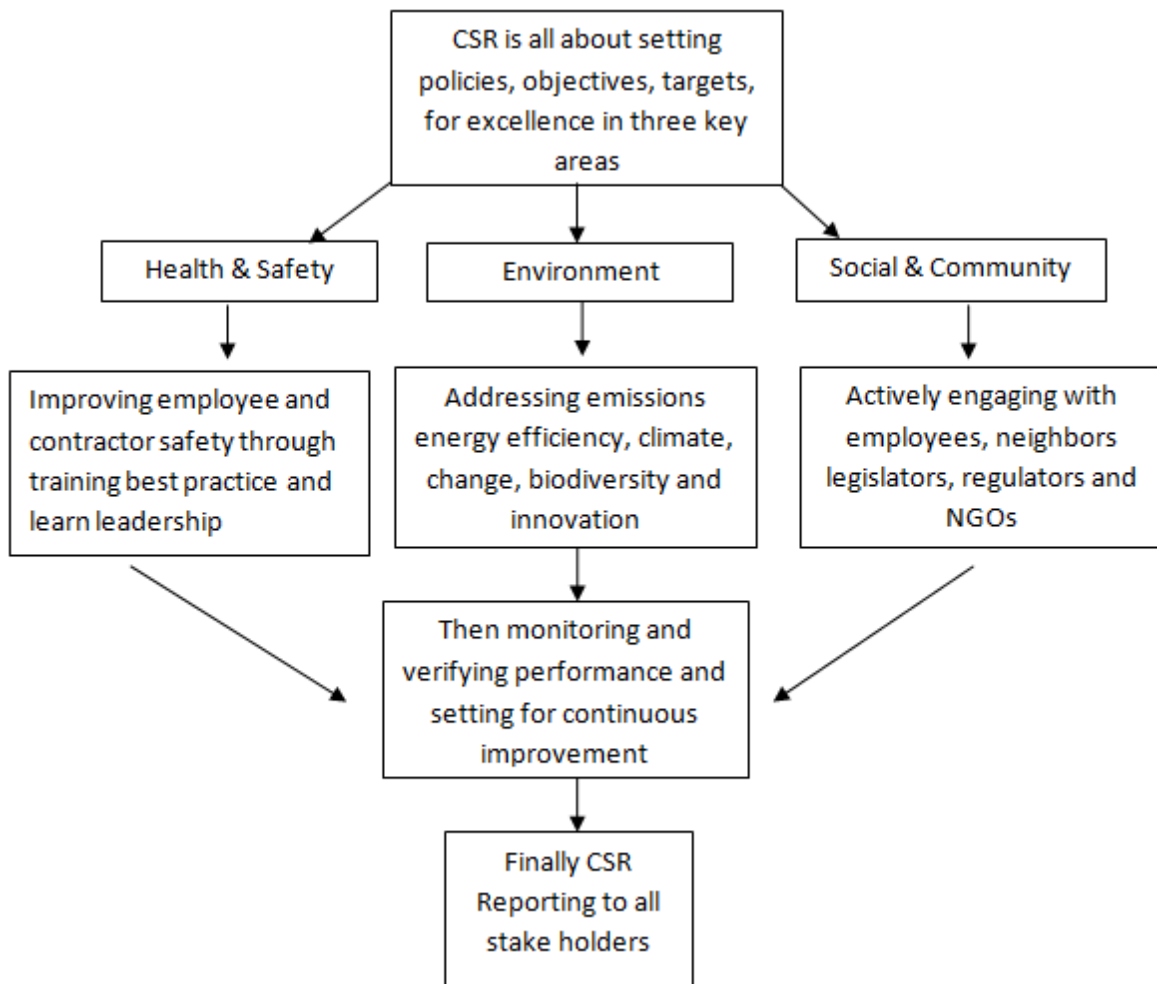 CSR is all about setting
policies, objectives, targets,
for excellence in three key
areas
Health & Safety
Environment
Social & Community
Improving employee and
contractor safety through
training best practice and
learn leadership
Addressing emissions
energy efficiency, climate,
change, biodiversity and
innovation
Actively engaging with
employees, neighbors
legislators, regulators and
NGOs
Then monitoring and
verifying performance and
setting for continuous
improvement
Finally CSR
Reporting to all
stake holders